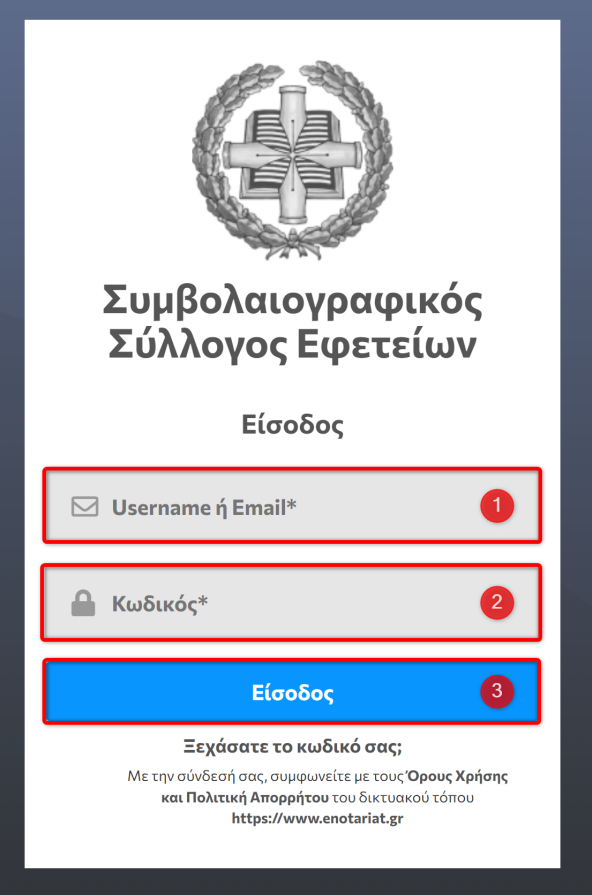 Συμβολαιογραφικός
Σύλλογος Εφετείων
Είσοδος
Username ή Email*
1
Κωδικός*
2
Είσοδος
3
Ξεχάσατε το κωδικό σας;
Με την σύνδεσή σας, συμφωνείτε με τους Όρους Χρήσης
και Πολιτική Απορρήτου του δικτυακού τόπου
https://www.enotariat.gr